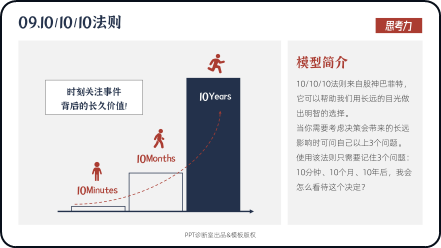 09.10/10/10法则
思考力
时刻关注事件
背后的长久价值!
10Minutes
10Months
10Years
模型简介
10/10/10法则来自股神巴菲特，
它可以帮助我们用长远的目光做
出明智的选择。
当你需要考虑决策会带来的长远
影响时可问自己以上3个问题。
使用该法则只需要记住3个问题：
10分钟、10个月、10年后，我会
怎么看待这个决定？
PPT@新室出品&模板版权